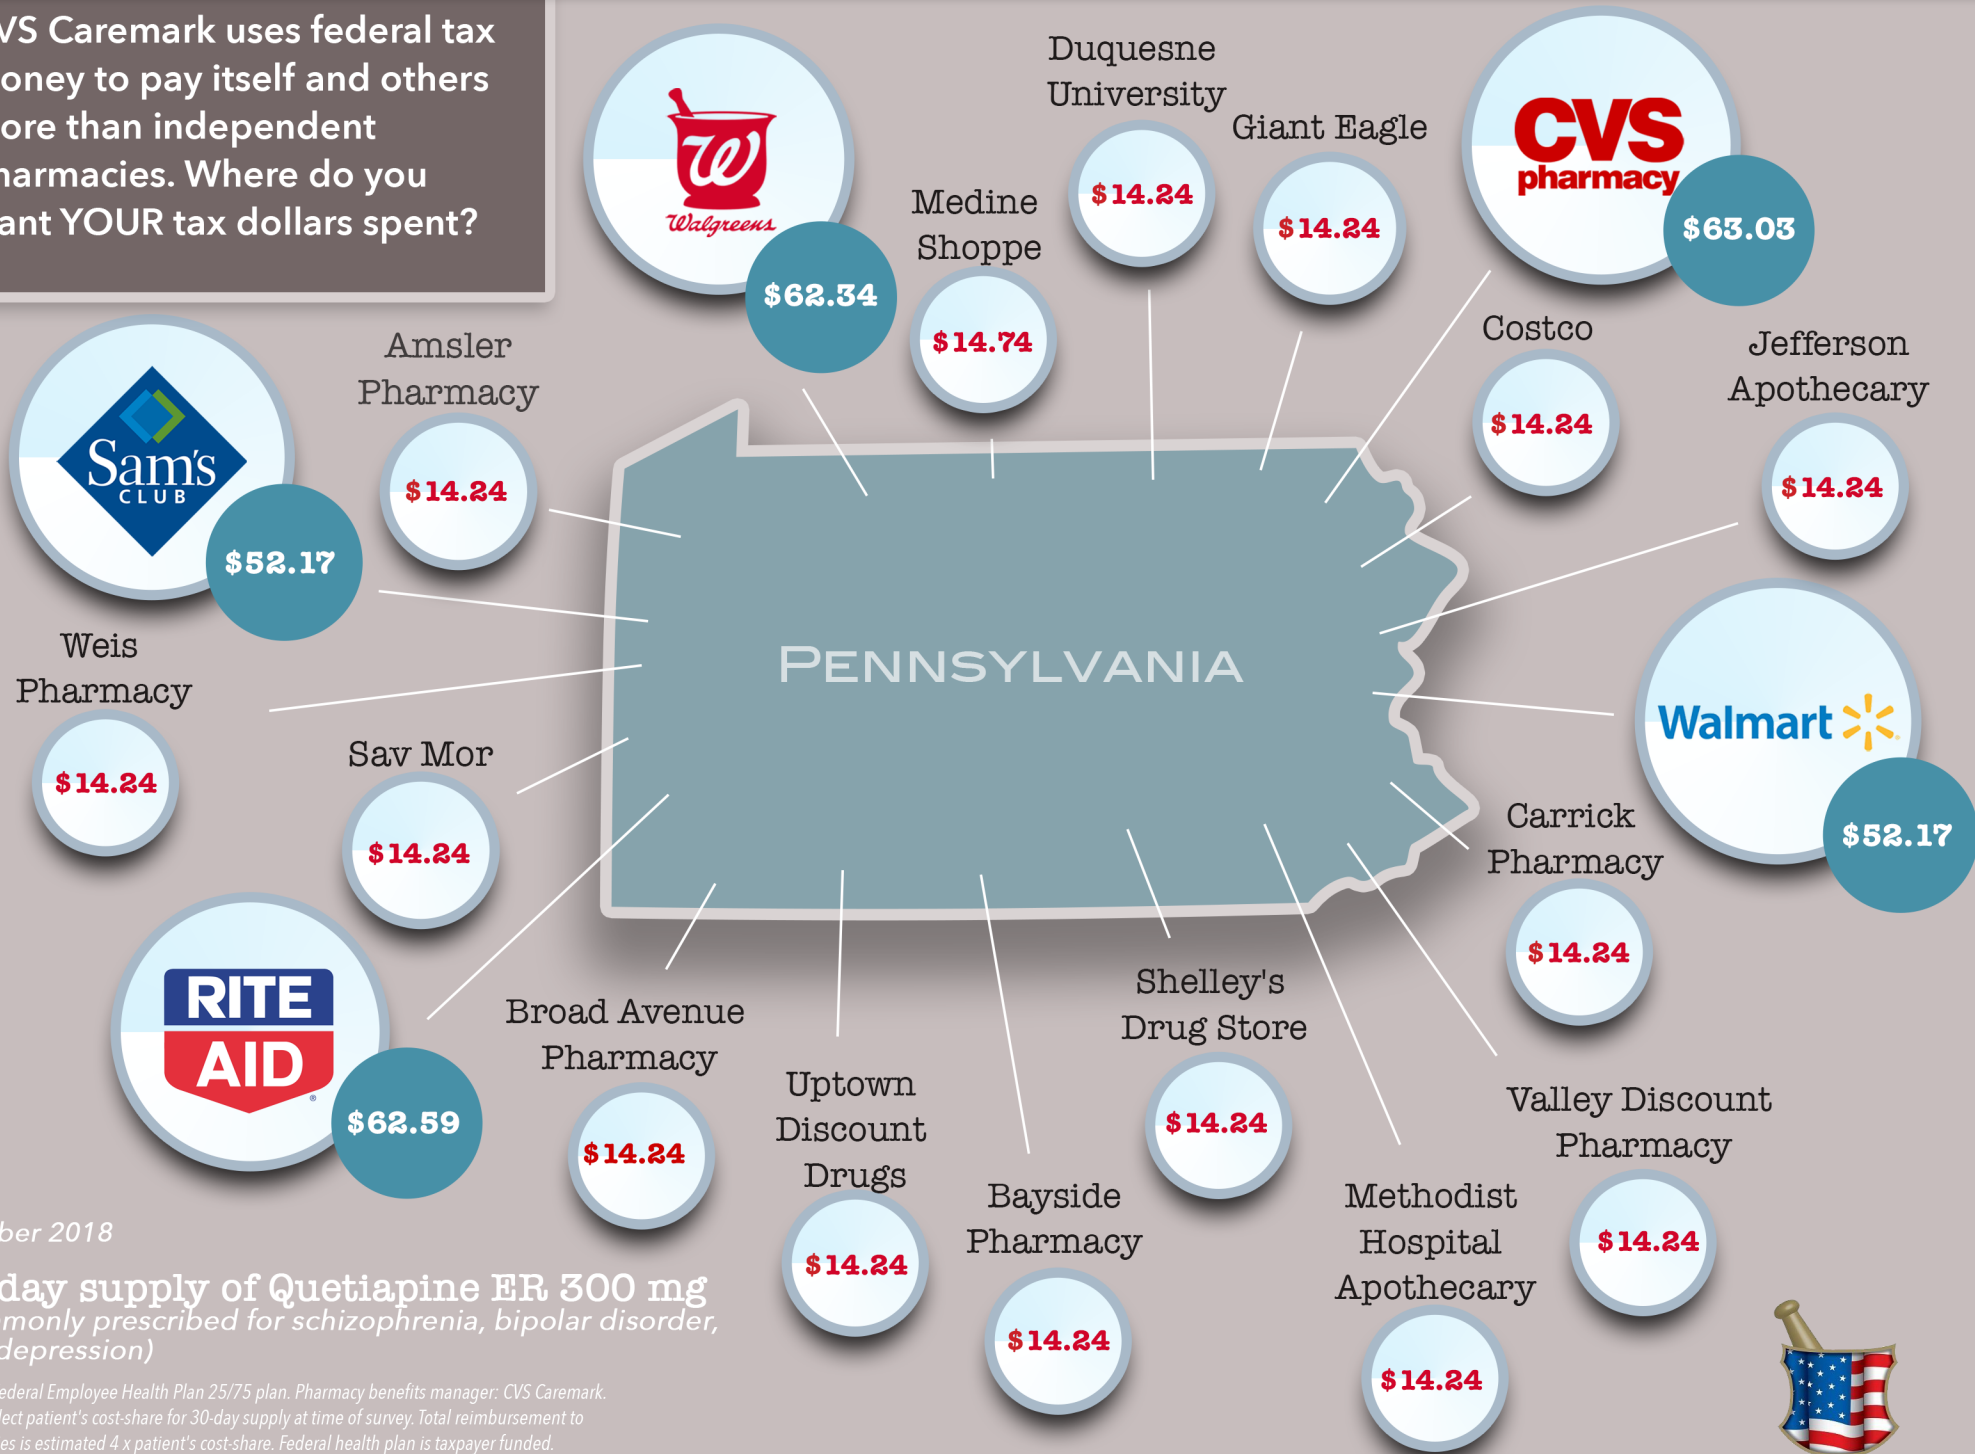 VS Caremark uses federal tax
oney to pay itself and others
ore than independent
harmacies. Where do you
ant YOUR tax dollars spent?
Walgreens
$62.34
Medine
Shoppe
$14.74
Duquesne
University
$14.24
Giant Eagle
$14.24
CVS
pharmacy
$63.03
Costco
$14.24
Jefferson
Apothecary
$14.24
Sam's
CLUB
$52.17
Amsler
Pharmacy
$14.24
PENNSYLVANIA
Weis
Pharmacy
$14.24
Sav Mor
$14.24
Walmart
$52.17
Carrick
Pharmacy
$14.24
RITE
AID
®
$62.59
Broad Avenue
Pharmacy
$14.24
Uptown
Discount
Drugs
$14.24
Bayside
Pharmacy
$14.24
Shelley's
Drug Store
$14.24
Methodist
Hospital
Apothecary
$14.24
Valley Discount
Pharmacy
$14.24
ber 2018
day supply of Quetiapine ER 300 mg
monly prescribed for schizophrenia, bipolar disorder,
depression)
ederal Employee Health Plan 25/75 plan. Pharmacy benefits manager: CVS Caremark.
lect patient's cost-share for 30-day supply at time of survey. Total reimbursement to
es is estimated 4 x patient's cost-share. Federal health plan is taxpayer funded.